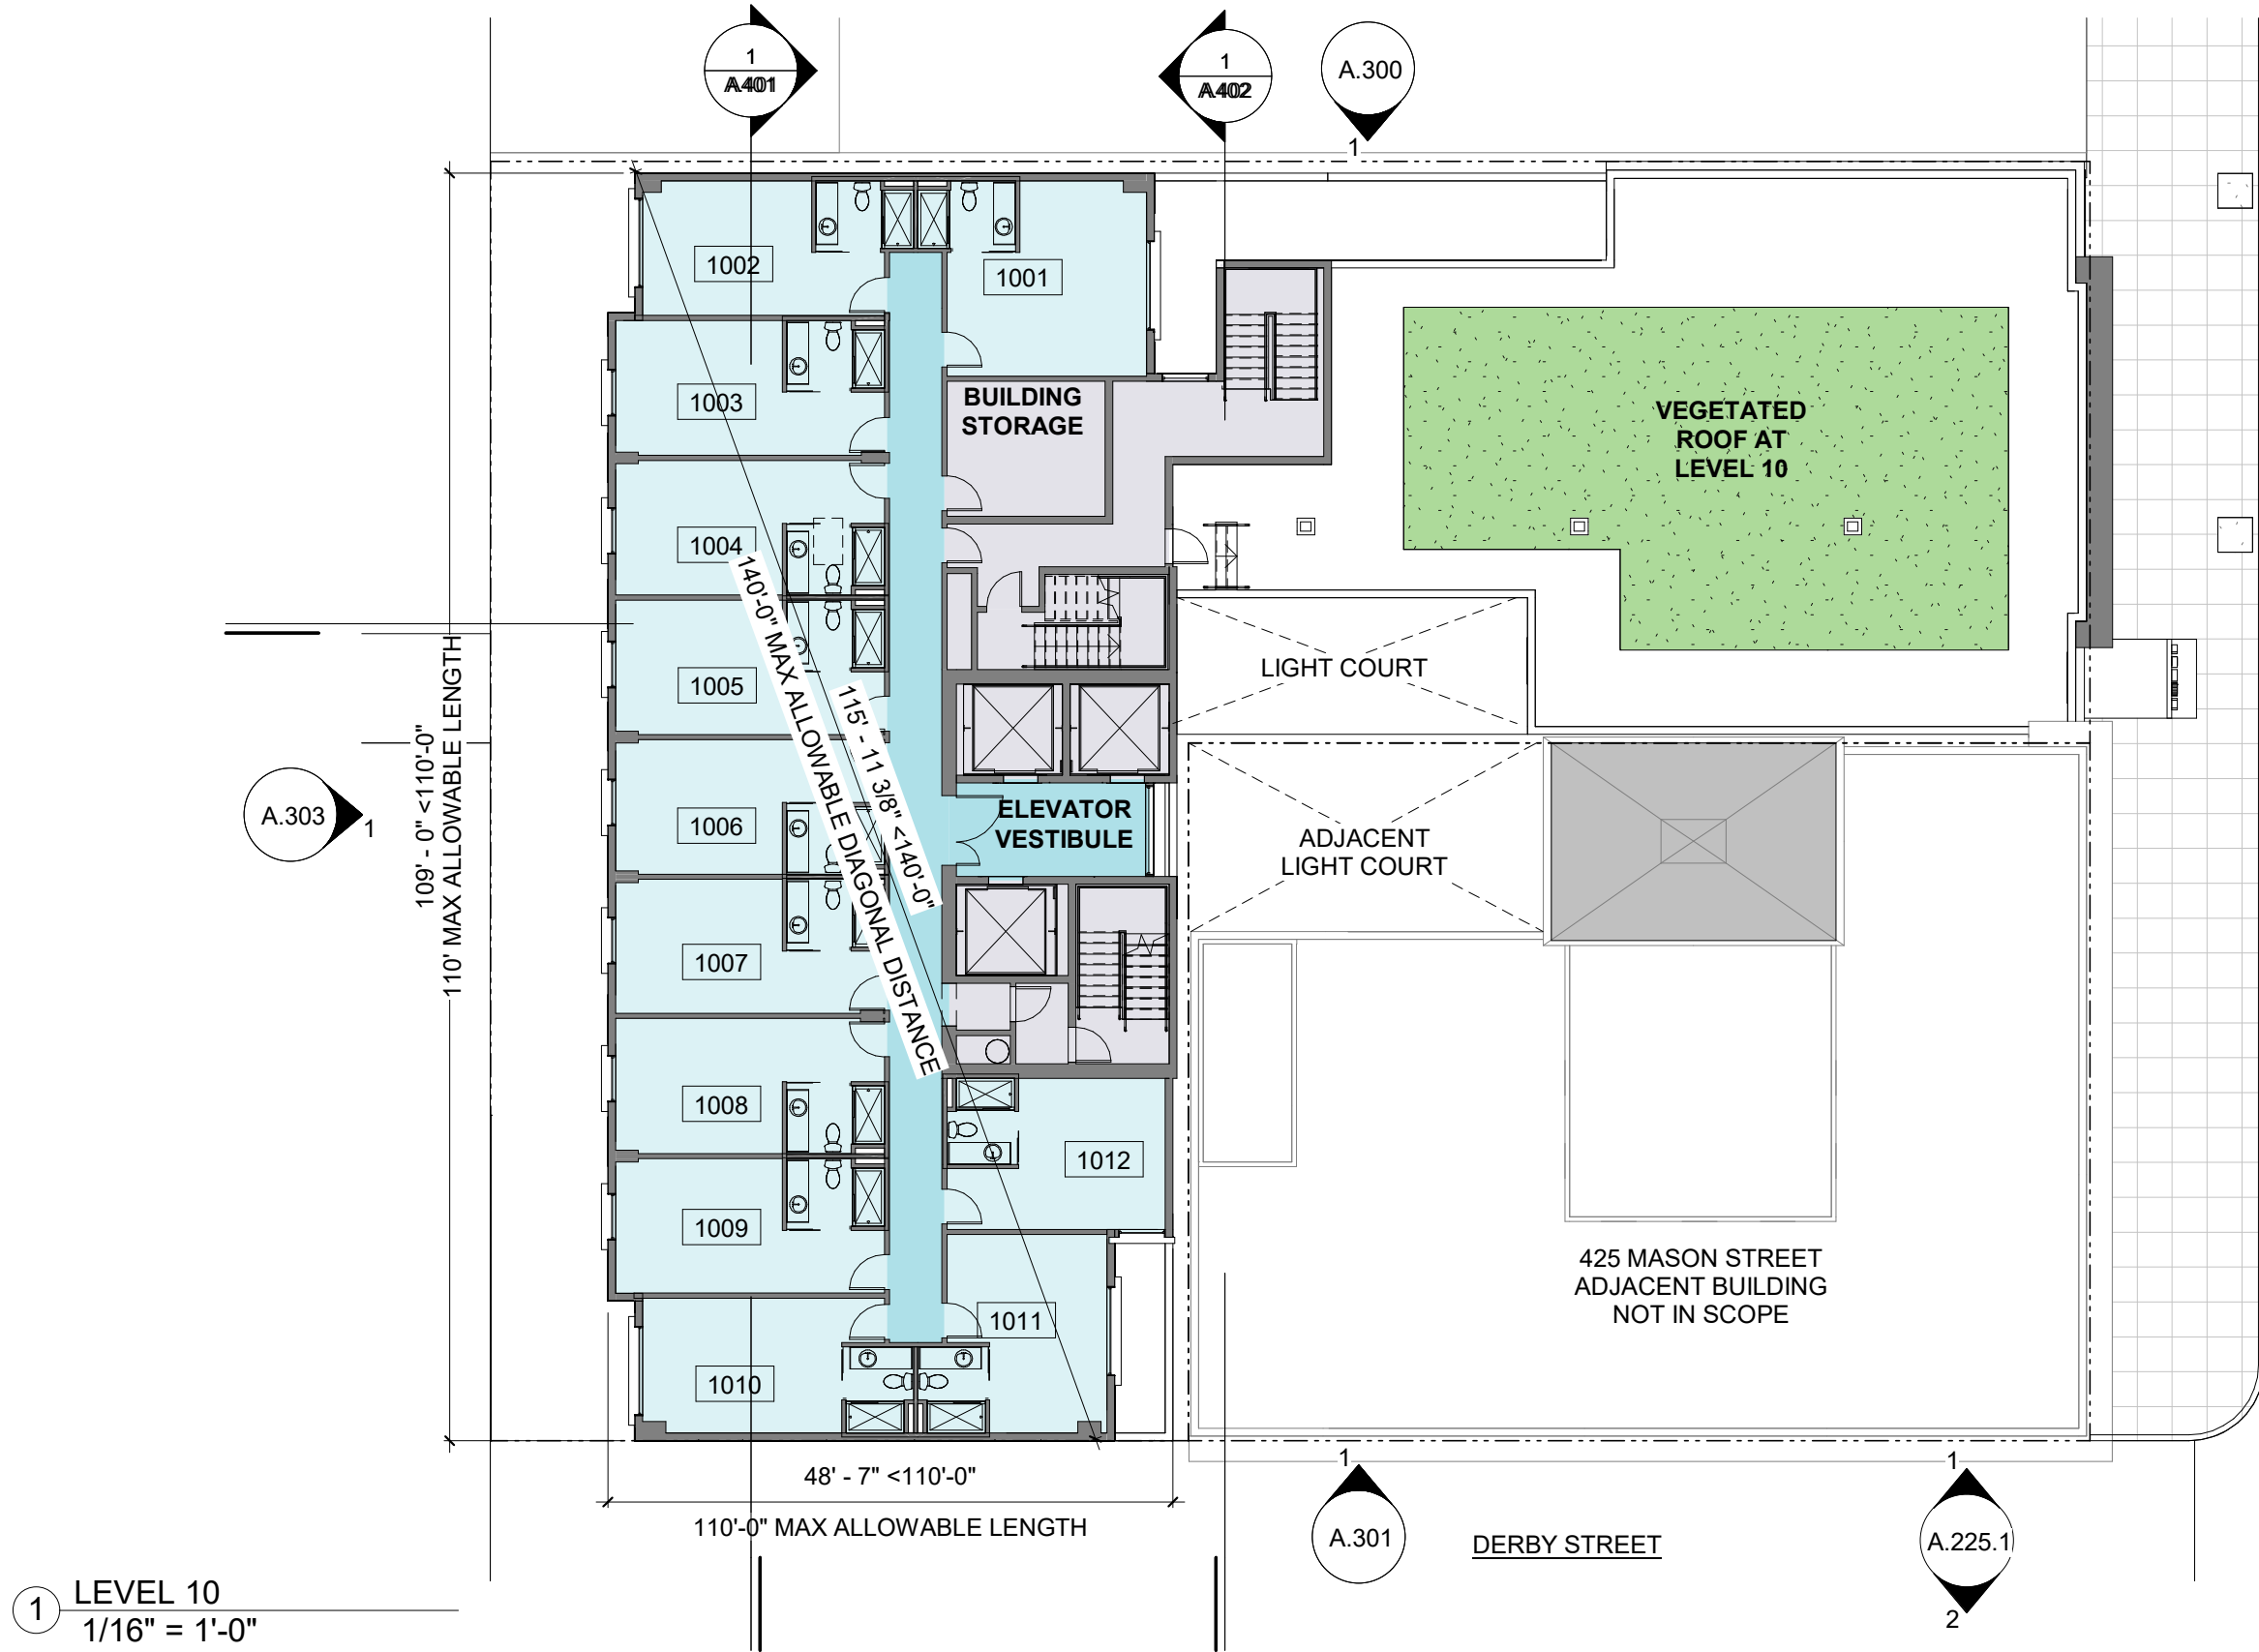 1
A401
1
A402
A.300
1
1002
1001
1003
BUILDING
STORAGE
VEGETATED
ROOF AT
LEVEL 10
1004
1005
LIGHT COURT
140'-0" MAX ALLOWABLE DIAGONAL DISTANCE
115' - 11 3/8" <140'-0"
109' - 0" <110'-0"
110' MAX ALLOWABLE LENGTH
A.303
1
1006
ELEVATOR
VESTIBULE
ADJACENT
LIGHT COURT
1007
1008
1012
1009
1011
1010
425 MASON STREET
ADJACENT BUILDING
NOT IN SCOPE
48' - 7" <110'-0"
110'-0" MAX ALLOWABLE LENGTH
1
A.301
DERBY STREET
1
A.225.1
2
1
LEVEL 10
1/16" = 1'-0"